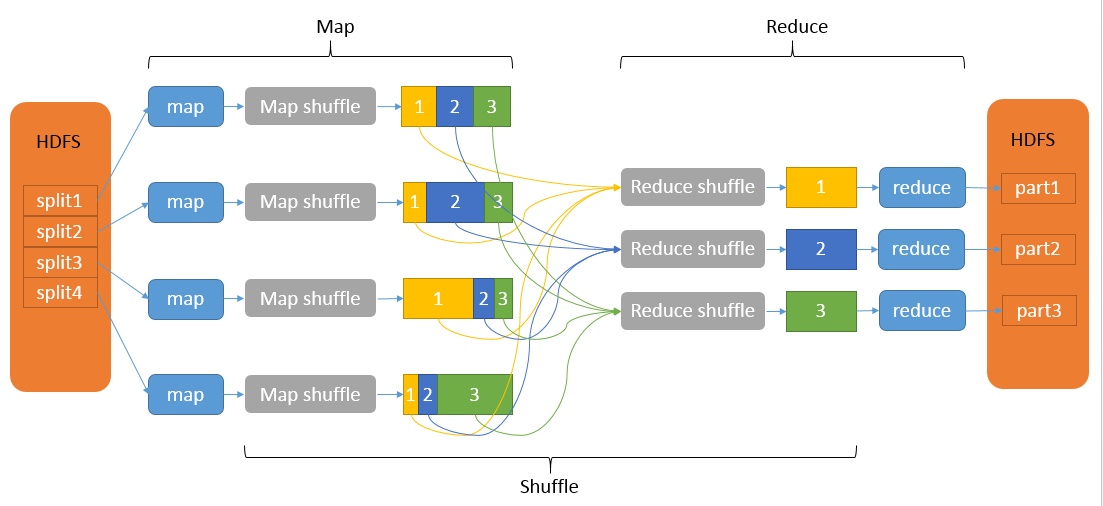 Map
Reduce
HDFS
split1
split2
split3
split4
map
Map shuffle
1
2
3
map
Map shuffle
1
2
3
map
Map shuffle
1
2
3
map
Map shuffle
1
2
3
Reduce shuffle
1
reduce
Reduce shuffle
2
reduce
Reduce shuffle
3
reduce
HDFS
part1
part2
part3
Shuffle